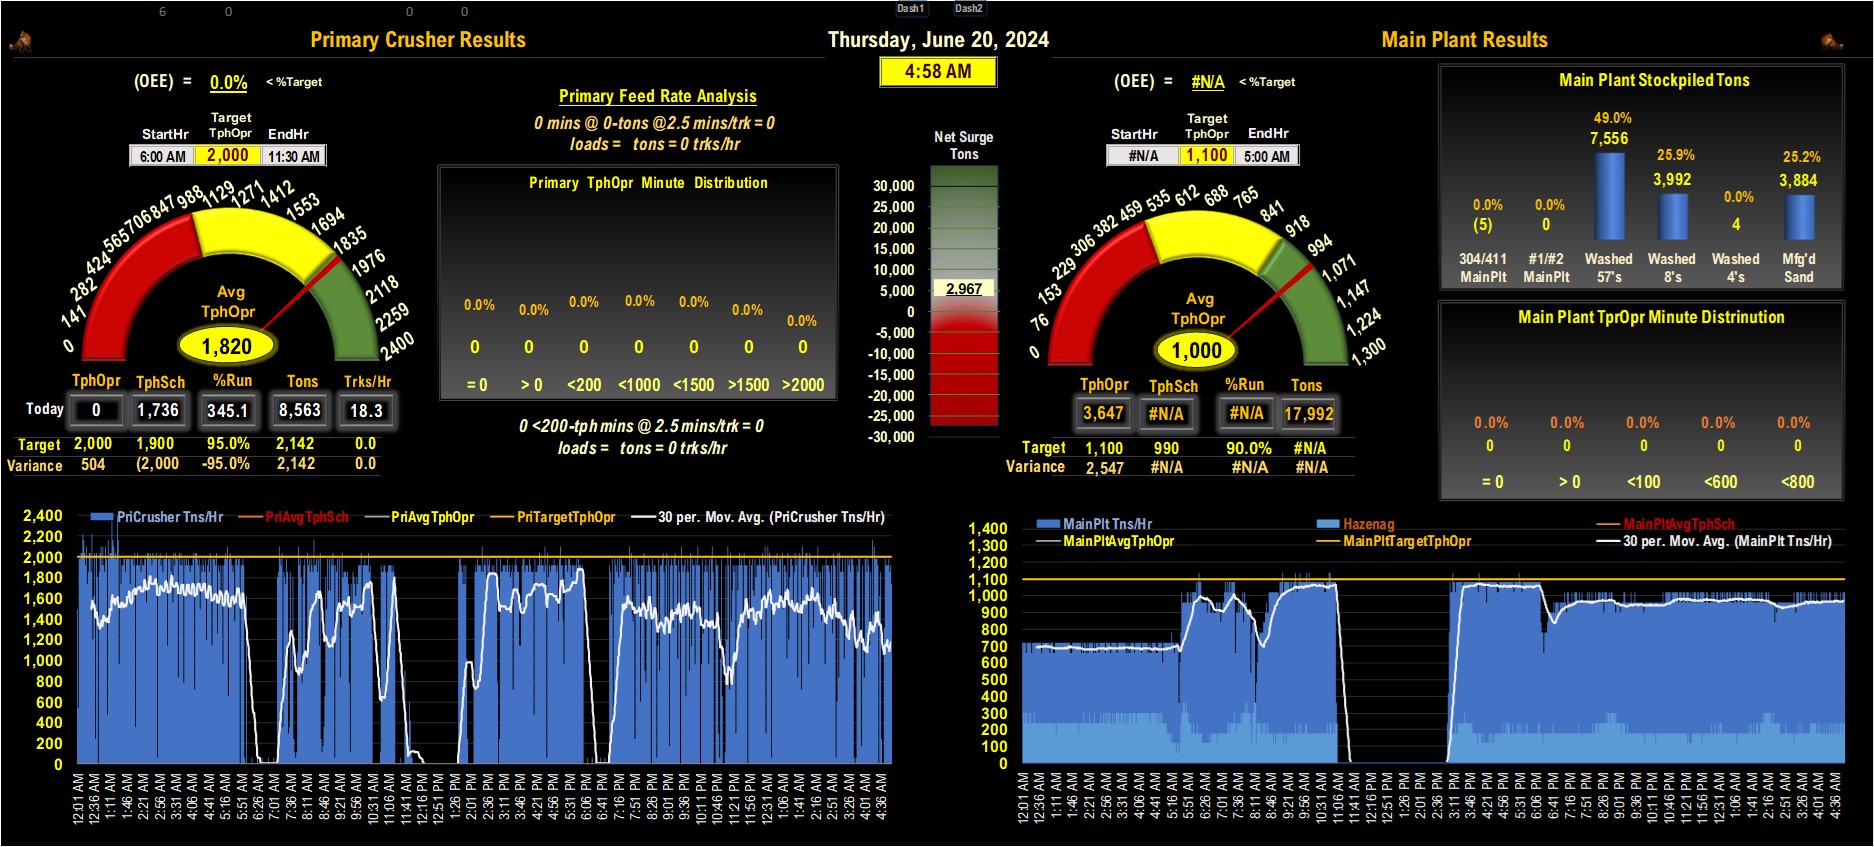 6 0 0 0 Dash1 Dash2
Primary Crusher Results
Thursday, June 20, 2024
Main Plant Results
4:58 AM
(OEE) = 0.0% < %Target
Primary Feed Rate Analysis
0 mins @ 0-tons @2.5 mins/trk = 0
loads = tons = 0 trks/hr
Target
StartHr TphOpr EndHr
6:00 AM 2,000 11:30 AM
0 141 282 424 565 706 847 988 1129 1271 1412 1553 1694 1835 1976 2118 2259 2400
Avg
TphOpr
1,820
TphOpr TphSch %Run Tons Trks/Hr
Today 0 1,736 345.1 8,563 18.3
Target 2,000 1,900 95.0% 2,142 0.0
Variance 504 (2,000 -95.0% 2,142 0.0
Primary TphOpr Minute Distribution
0.0% 0.0% 0.0% 0.0% 0.0% 0.0% 0.0%
0 0 0 0 0 0 0
= 0 > 0 <200 <1000 <1500 >1500 >2000
0 <200-tph mins @ 2.5 mins/trk = 0
loads = tons = 0 trks/hr
Net Surge
Tons
30,000
25,000
20,000
15,000
10,000
5,000
2,967
0
-5,000
-10,000
-15,000
-20,000
-25,000
-30,000
(OEE) = #N/A < %Target
Target
StartHr TphOpr EndHr
#N/A 1,100 5:00 AM
0 76 153 229 306 382 459 535 612 688 765 841 918 994 1,071 1,147 1,224 1,300
Avg
TphOpr
1,000
TphOpr TphSch %Run Tons
3,647 #N/A #N/A 17,992
Target 1,100 990 90.0% #N/A
Variance 2,547 #N/A #N/A #N/A
Main Plant Stockpiled Tons
0.0% 0.0% 49.0% 25.9% 0.0% 25.2%
(5) 0 7,556 3,992 4 3,884
304/411 #1/#2 Washed Washed Washed Mfg'd
MainPlt MainPlt 57's 8's 4's Sand
Main Plant TprOpr Minute Distrinution
0.0% 0.0% 0.0% 0.0% 0.0%
0 0 0 0 0
= 0 > 0 <100 <600 <800
PriCrusher Tns/Hr PriAvgTphSch PriAvgTphOpr PriTargetTphOpr 30 per. Mov. Avg. (PriCrusher Tns/Hr)
2,400
2,200
2,000
1,800
1,600
1,400
1,200
1,000
800
600
400
200
0
12:01 AM 12:36 AM 1:11 AM 1:46 AM 2:21 AM 2:56 AM 3:31 AM 4:06 AM 4:41 AM 5:16 AM 5:51 AM 6:26 AM 7:01 AM 7:36 AM 8:11 AM 8:46 AM 9:21 AM 9:56 AM 10:31 AM 11:06 AM 11:41 AM 12:16 PM 12:51 PM 1:26 PM 2:01 PM 2:36 PM 3:11 PM 3:46 PM 4:21 PM 4:56 PM 5:31 PM 6:06 PM 6:41 PM 7:16 PM 7:51 PM 8:26 PM 9:01 PM 9:36 PM 10:11 PM 10:46 PM 11:21 PM 11:56 PM 12:31 AM 1:06 AM 1:41 AM 2:16 AM 2:51 AM 3:26 AM 4:01 AM 4:36 AM
MainPlt Tns/Hr Hazenag MainPltAvgTphSch
MainPltAvgTphOpr MainPltTargetTphOpr 30 per. Mov. Avg. (MainPlt Tns/Hr)
1,400
1,300
1,200
1,100
1,000
900
800
700
600
500
400
300
200
100
0
12:01 AM 12:36 AM 1:11 AM 1:46 AM 2:21 AM 2:56 AM 3:31 AM 4:06 AM 4:41 AM 5:16 AM 5:51 AM 6:26 AM 7:01 AM 7:36 AM 8:11 AM 8:46 AM 9:21 AM 9:56 AM 10:31 AM 11:06 AM 11:41 AM 12:16 PM 12:51 PM 1:26 PM 2:01 PM 2:36 PM 3:11 PM 3:46 PM 4:21 PM 4:56 PM 5:31 PM 6:06 PM 6:41 PM 7:16 PM 7:51 PM 8:26 PM 9:01 PM 9:36 PM 10:11 PM 10:46 PM 11:21 PM 11:56 PM 12:31 AM 1:06 AM 1:41 AM 2:16 AM 2:51 AM 3:26 AM 4:01 AM 4:36 AM